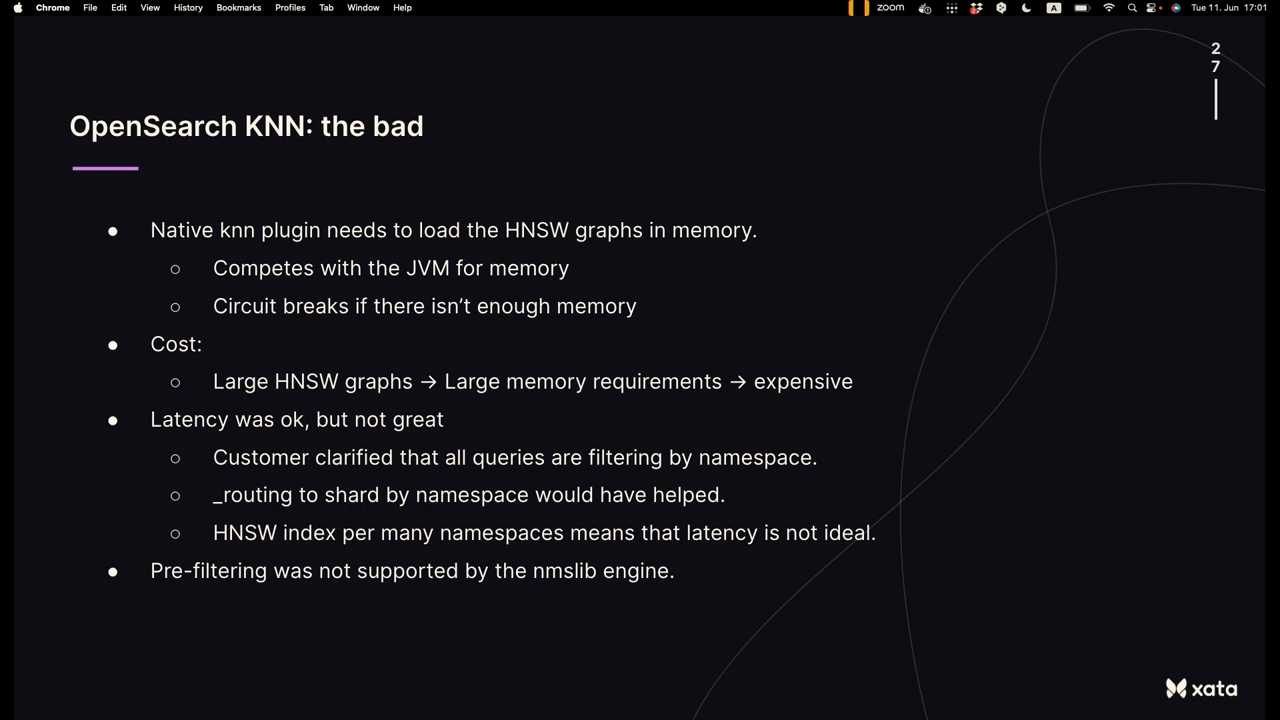 Chrome File Edit View History Bookmarks Profiles Tab Window Help zoom A Tue 11. Jun 17:01
2
7
OpenSearch KNN: the bad
● Native knn plugin needs to load the HNSW graphs in memory.
○ Competes with the JVM for memory
○ Circuit breaks if there isn’t enough memory
● Cost:
○ Large HNSW graphs → Large memory requirements → expensive
● Latency was ok, but not great
○ Customer clarified that all queries are filtering by namespace.
○ _routing to shard by namespace would have helped.
○ HNSW index per many namespaces means that latency is not ideal.
● Pre-filtering was not supported by the nmslib engine.
xata